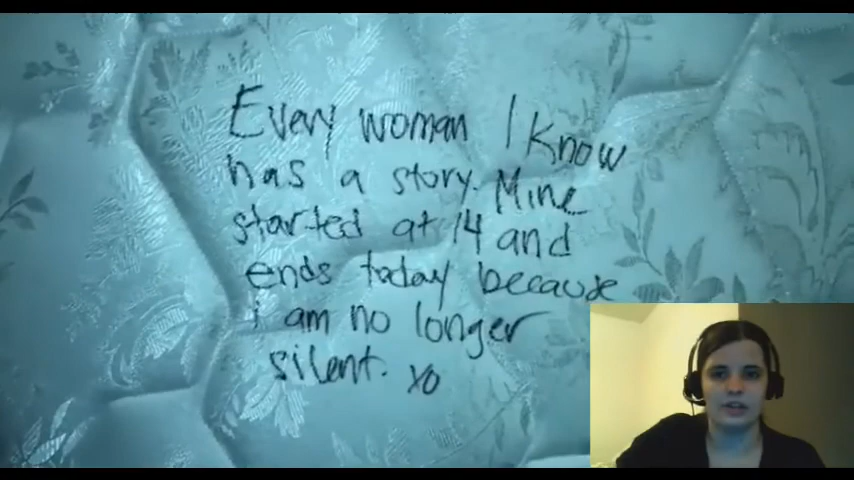 Every woman I know
has a story. Mine
started at 14 and
ends today because
i am no longer
silent. xo